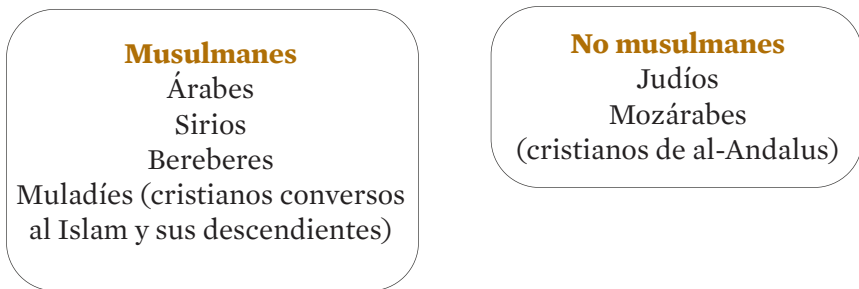 Musulmanes
Árabes
Sirios
Bereberes
Muladíes (cristianos conversos
al Islam y sus descendientes)
No musulmanes
Judíos
Mozárabes
(cristianos de al-Andalus)